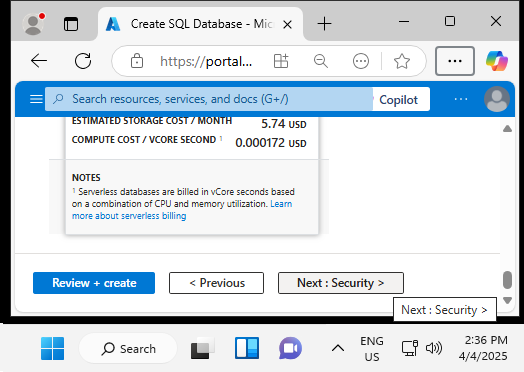 Create SQL Database - Mic
https://portal...
Search resources, services, and docs (G+/)
Copilot
ESTIMATED STORAGE COST / MONTH 5.74 USD
COMPUTE COST / VCORE SECOND ¹ 0.000172 USD
NOTES
¹ Serverless databases are billed in vCore seconds based
on a combination of CPU and memory utilization. Learn
more about serverless billing
Review + create
< Previous
Next : Security >
Next : Security >
Search
ENG
US
2:36 PM
4/4/2025